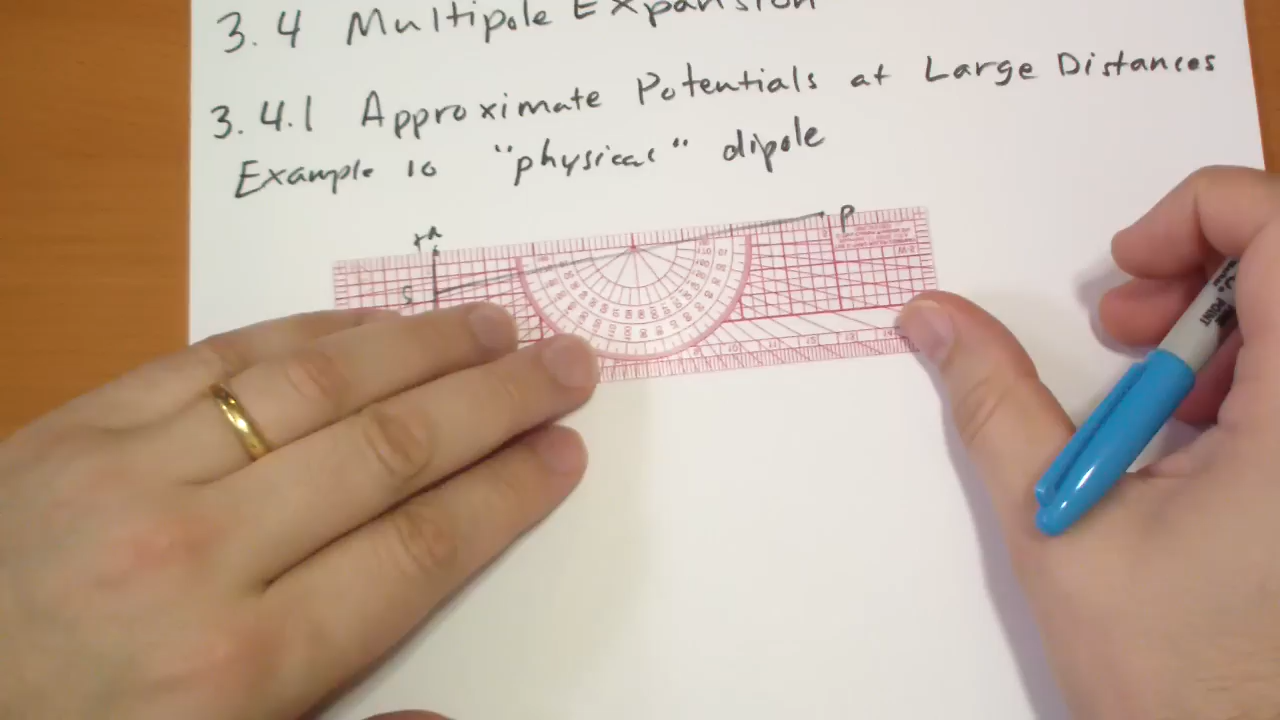 3.4 Multipole Expansion
3.4.1 Approximate Potentials at Large Distances
Example 10 "physical" dipole
P
S